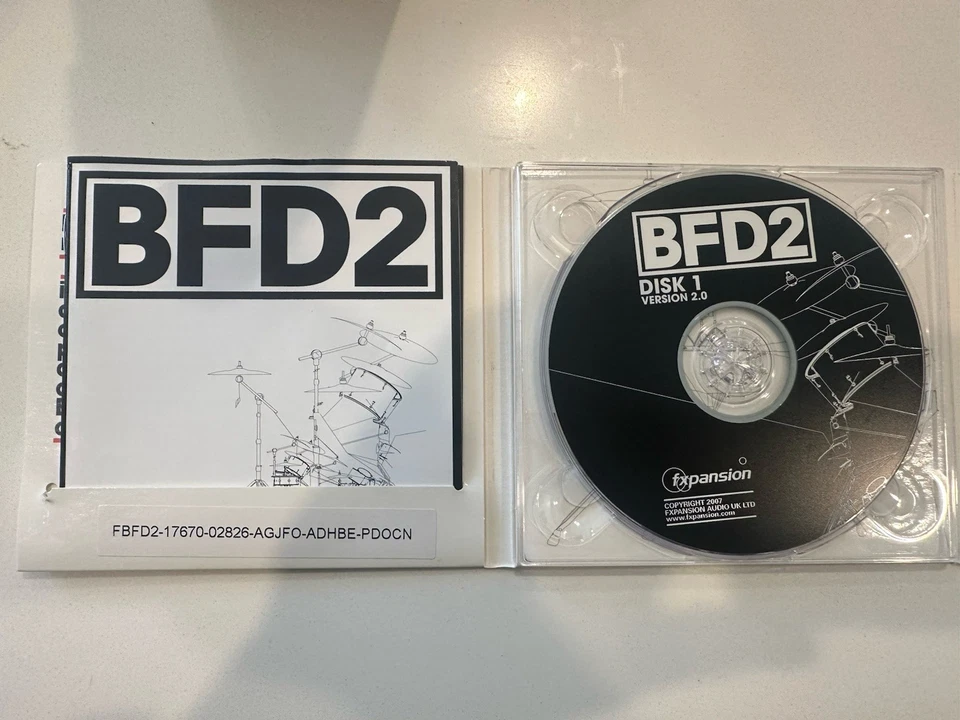 BFD2
FBFD2-17670-02826-AGJFO-ADHBE-PDOCN
BFD2
DISK 1
VERSION 2.0
fxpansion
COPYRIGHT 2007
FXPANSION AUDIO UK LTD
www.fxpansion.com